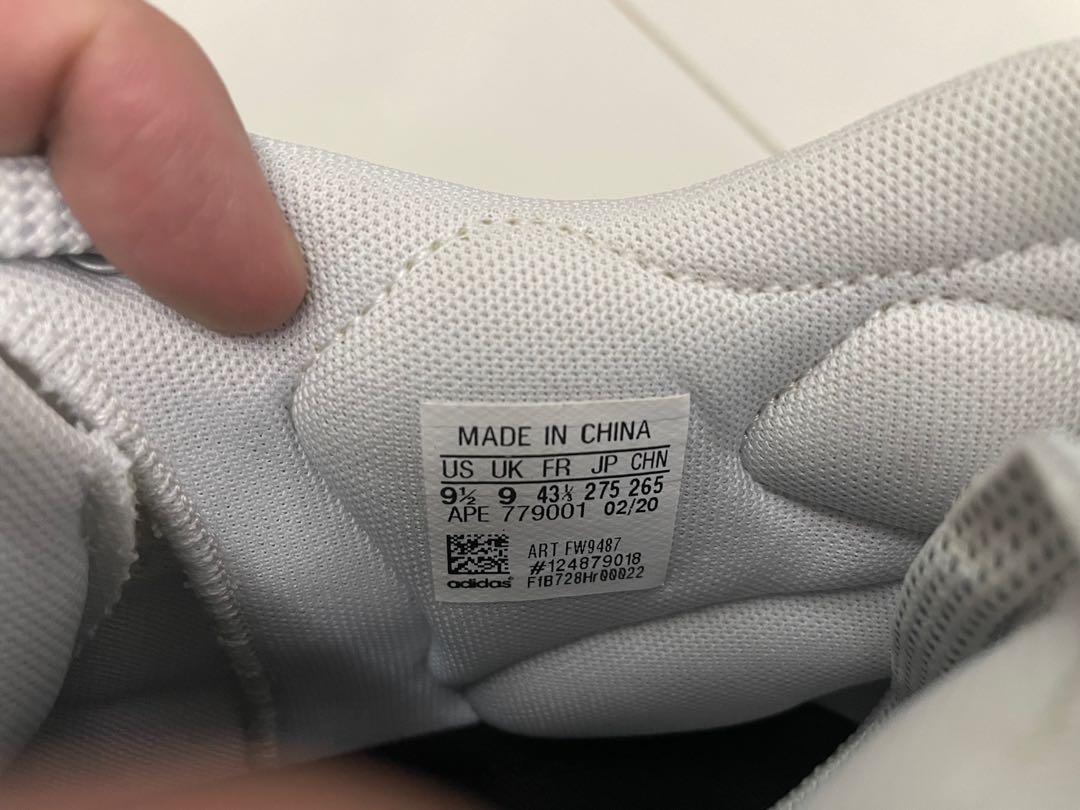 MADE IN CHINA
US UK FR JP CHN
9½ 9 43⅓ 275 265
APE 779001 02/20
ART FW9487
#124879018
adidas F1B728Hr00022